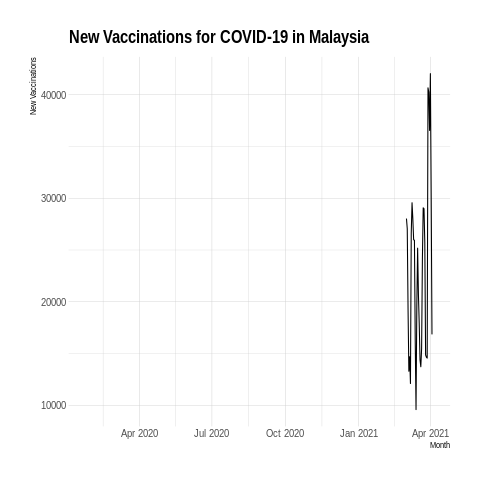 New Vaccinations for COVID-19 in Malaysia
New Vaccinations
40000
30000
20000
10000
Apr 2020 Jul 2020 Oct 2020 Jan 2021 Apr 2021
Month